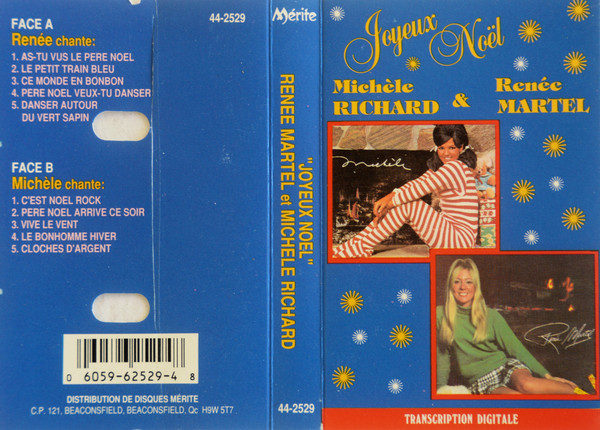 44-2529
FACE A
Renée chante:
1. AS-TU VUS LE PERE NOEL
2. LE PETIT TRAIN BLEU
3. CE MONDE EN BONBON
4. PERE NOEL VEUX-TU DANSER
5. DANSER AUTOUR
DU VERT SAPIN
FACE B
Michèle chante:
1. C'EST NOEL ROCK
2. PERE NOEL ARRIVE CE SOIR
3. VIVE LE VENT
4. LE BONHOMME HIVER
5. CLOCHES D'ARGENT
0 6059-62529-4 8
DISTRIBUTION DE DISQUES MÉRITE
C.P. 121, BEACONSFIELD, BEACONSFIELD, Qc H9W 5T7
Mérite
"JOYEUX NOEL"
RENEE MARTEL et MICHELE RICHARD
44-2529
Joyeux Noël
Michèle RICHARD
&
Renée MARTEL
Michèle
Renée Martel
TRANSCRIPTION DIGITALE